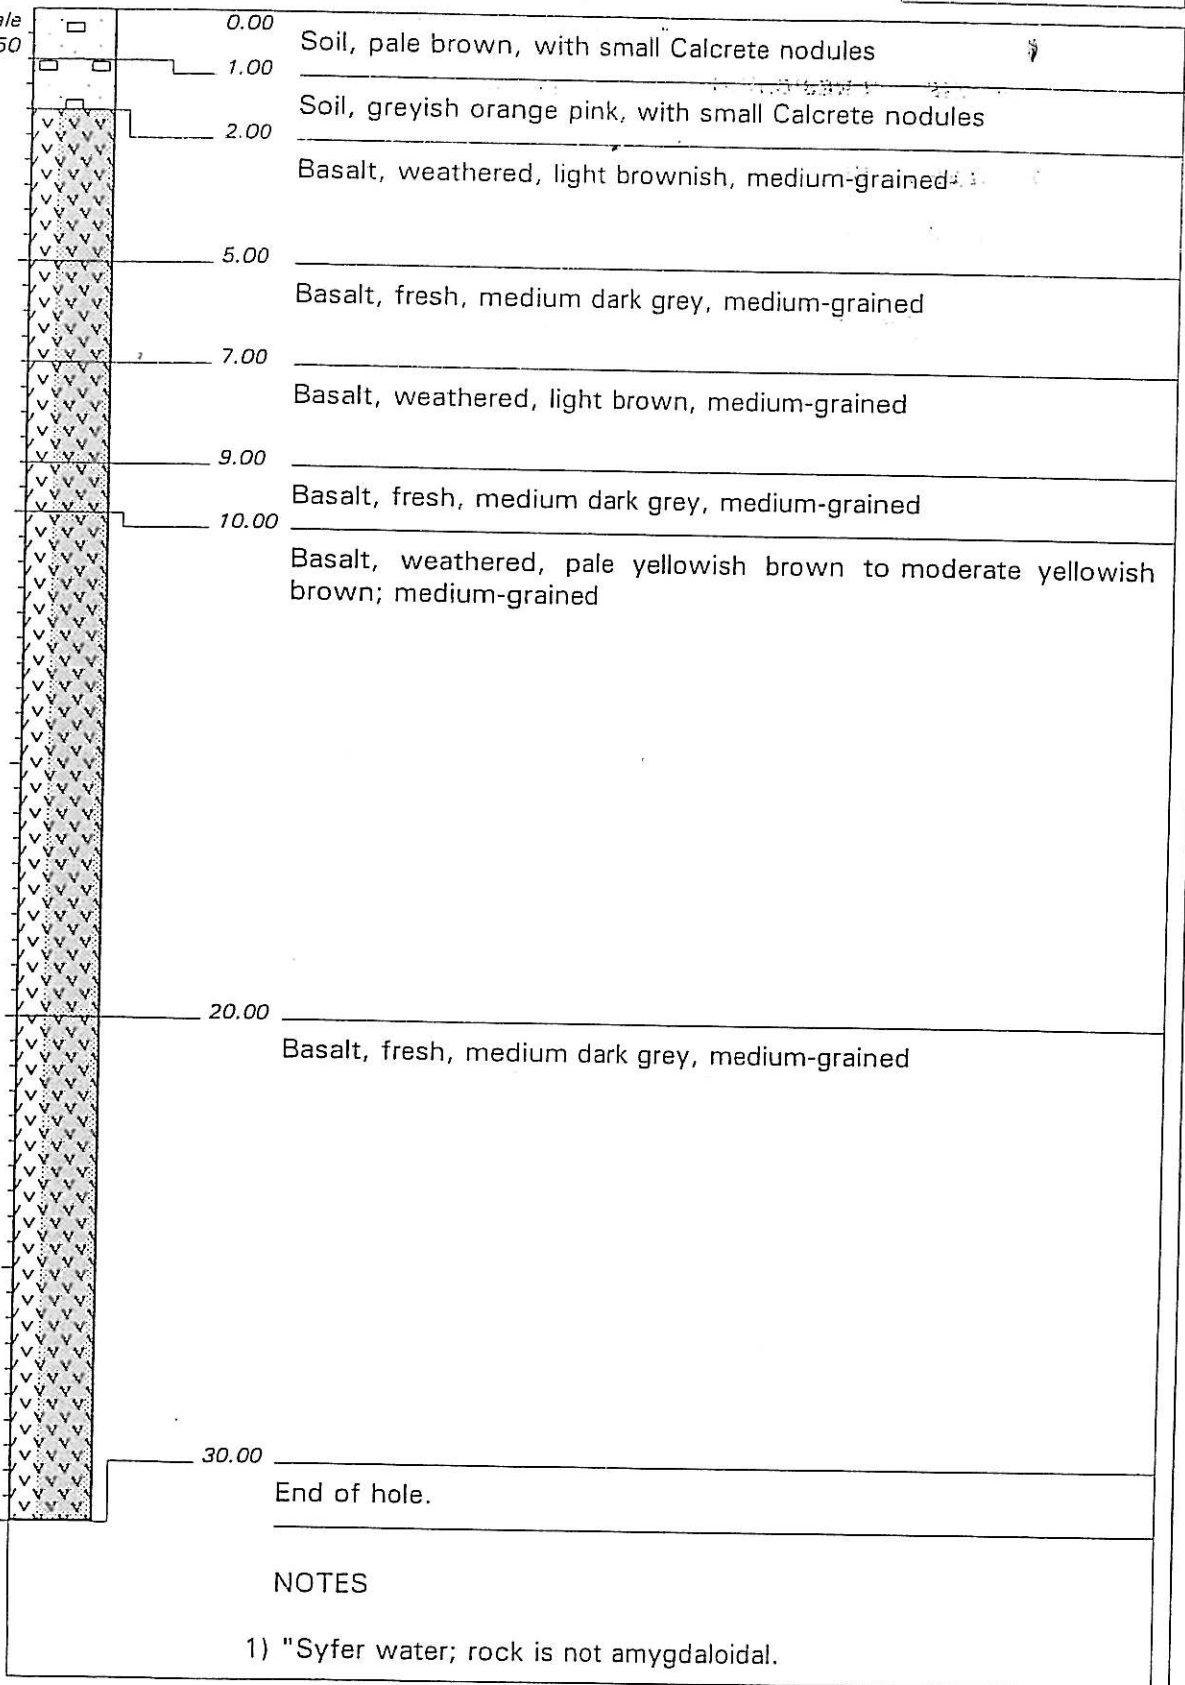 0.00
Soil, pale brown, with small Calcrete nodules
1.00
Soil, greyish orange pink, with small Calcrete nodules
2.00
Basalt, weathered, light brownish, medium-grained
5.00
Basalt, fresh, medium dark grey, medium-grained
7.00
Basalt, weathered, light brown, medium-grained
9.00
Basalt, fresh, medium dark grey, medium-grained
10.00
Basalt, weathered, pale yellowish brown to moderate yellowish
brown; medium-grained
20.00
Basalt, fresh, medium dark grey, medium-grained
30.00
End of hole.
NOTES
1) "Syfer water; rock is not amygdaloidal.